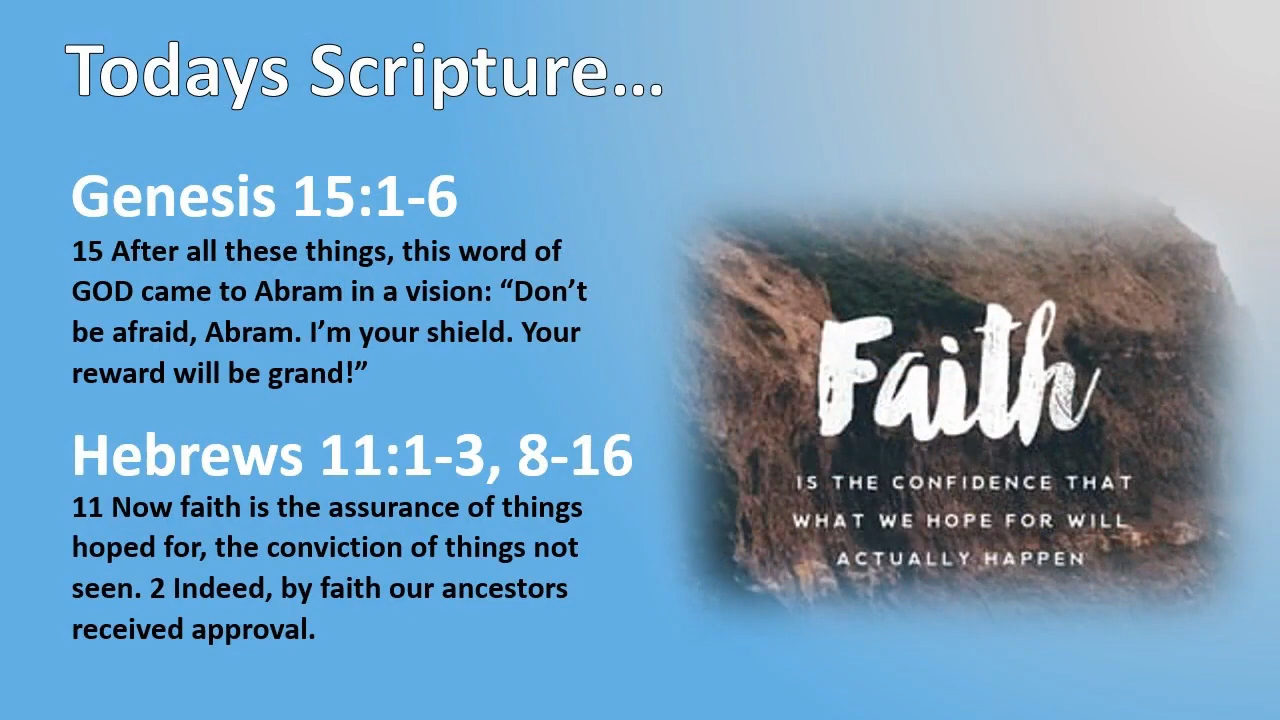 Todays Scripture...
Genesis 15:1-6
15 After all these things, this word of
GOD came to Abram in a vision: “Don’t
be afraid, Abram. I’m your shield. Your
reward will be grand!”
Hebrews 11:1-3, 8-16
11 Now faith is the assurance of things
hoped for, the conviction of things not
seen. 2 Indeed, by faith our ancestors
received approval.
Faith
IS THE CONFIDENCE THAT
WHAT WE HOPE FOR WILL
ACTUALLY HAPPEN